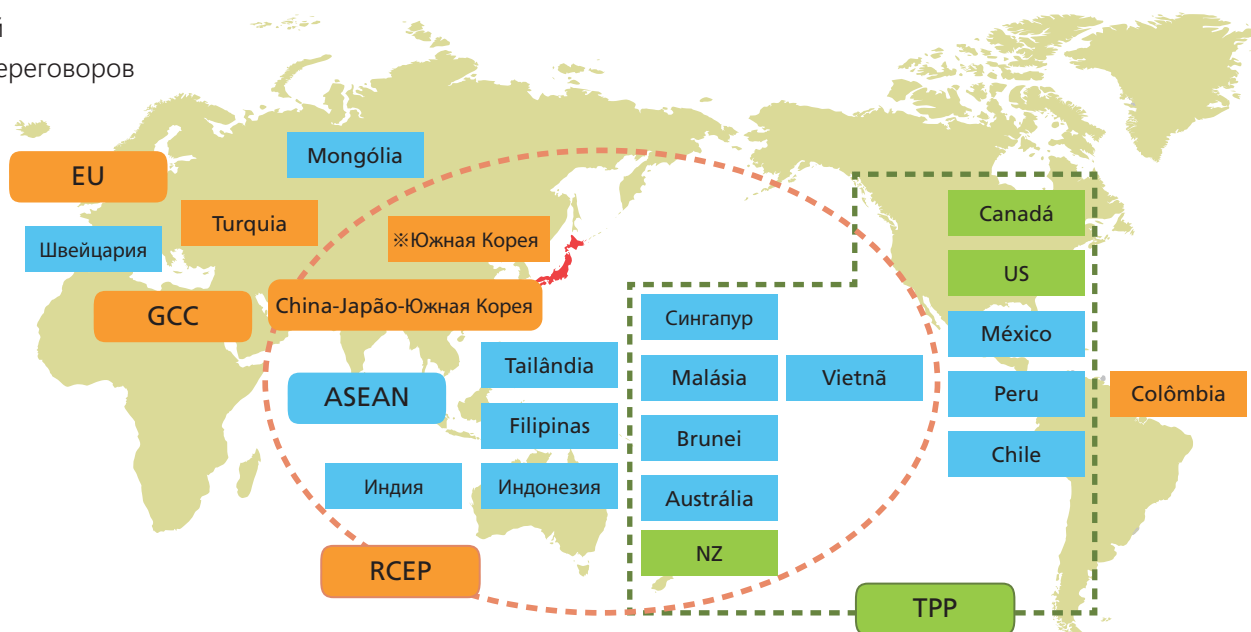 й
ереговоров
Mongólia
EU
Turquia
Швейцария
※Южная Корея
GCC
China-Japão-Южная Корея
ASEAN
Tailândia
Filipinas
Индия
Индонезия
RCEP
Сингапур
Malásia
Vietnã
Brunei
Austrália
NZ
TPP
Canadá
US
México
Peru
Chile
Colômbia